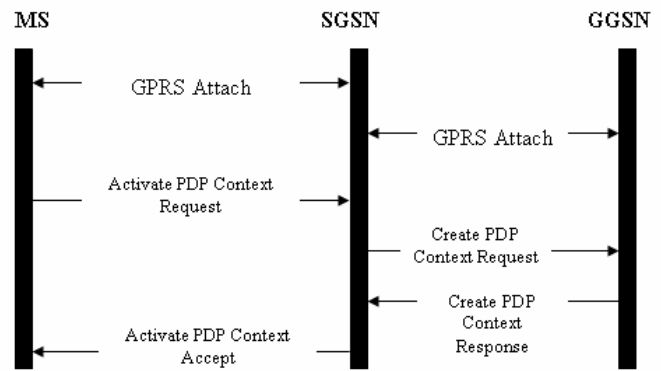 MS SGSN GGSN
GPRS Attach
GPRS Attach
Activate PDP Context
Request
Create PDP
Context Request
Create PDP
Context
Response
Activate PDP Context
Accept